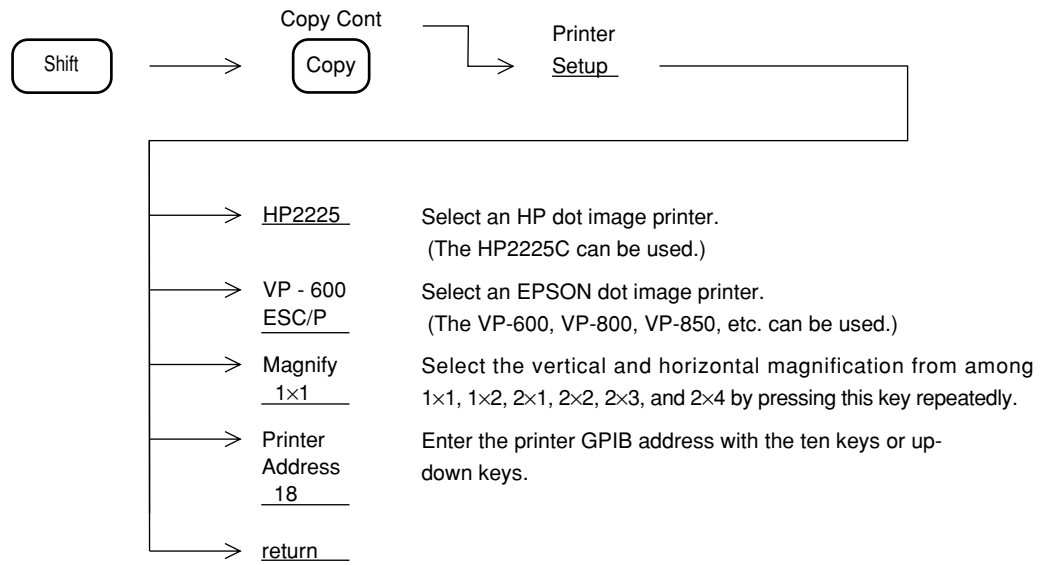 Copy Cont
Shift
Copy
Printer
Setup
HP2225
Select an HP dot image printer.
(The HP2225C can be used.)
VP - 600
ESC/P
Select an EPSON dot image printer.
(The VP-600, VP-800, VP-850, etc. can be used.)
Magnify
1×1
Select the vertical and horizontal magnification from among
1×1, 1×2, 2×1, 2×2, 2×3, and 2×4 by pressing this key repeatedly.
Printer
Address
18
Enter the printer GPIB address with the ten keys or up-
down keys.
return